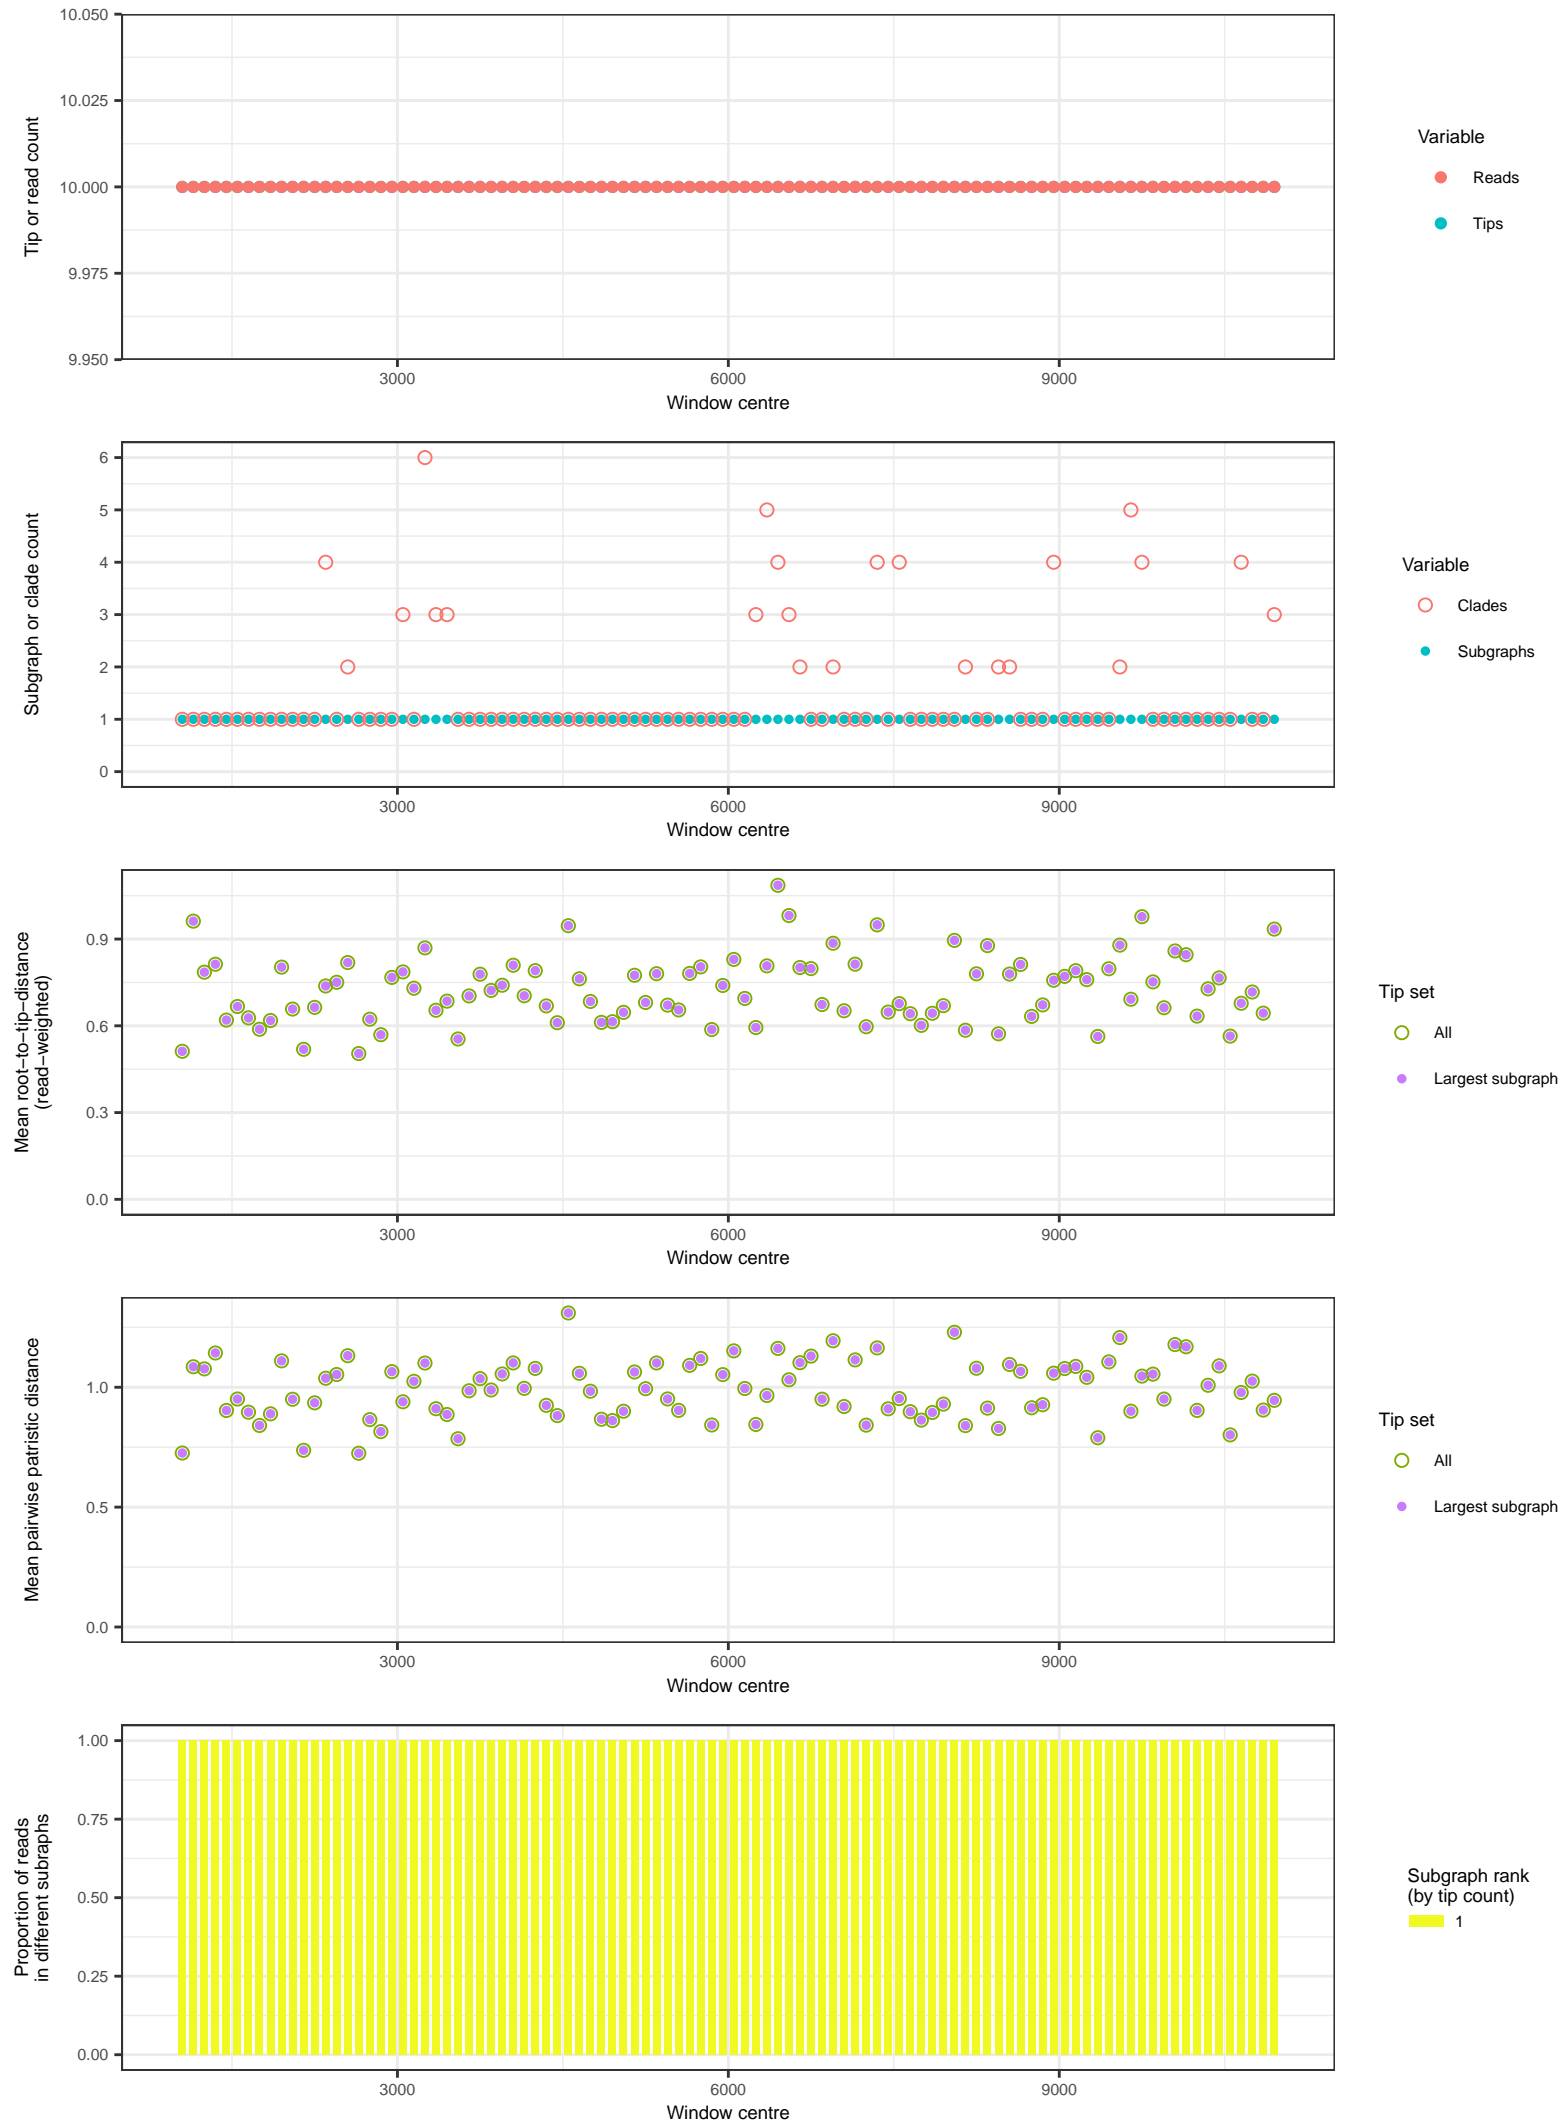 10.050
10.025
10.000
9.975
9.950
Tip or read count
3000
6000
9000
Window centre
Variable
Reads
Tips
6
5
4
3
2
1
0
Subgraph or clade count
3000
6000
9000
Window centre
Variable
Clades
Subgraphs
0.9
0.6
0.3
0.0
Mean root−to−tip−distance
(read−weighted)
3000
6000
9000
Window centre
Tip set
All
Largest subgraph
1.0
0.5
0.0
Mean pairwise patristic distance
3000
6000
9000
Window centre
Tip set
All
Largest subgraph
1.00
0.75
0.50
0.25
0.00
Proportion of reads
in different subraphs
3000
6000
9000
Window centre
Subgraph rank
(by tip count)
1